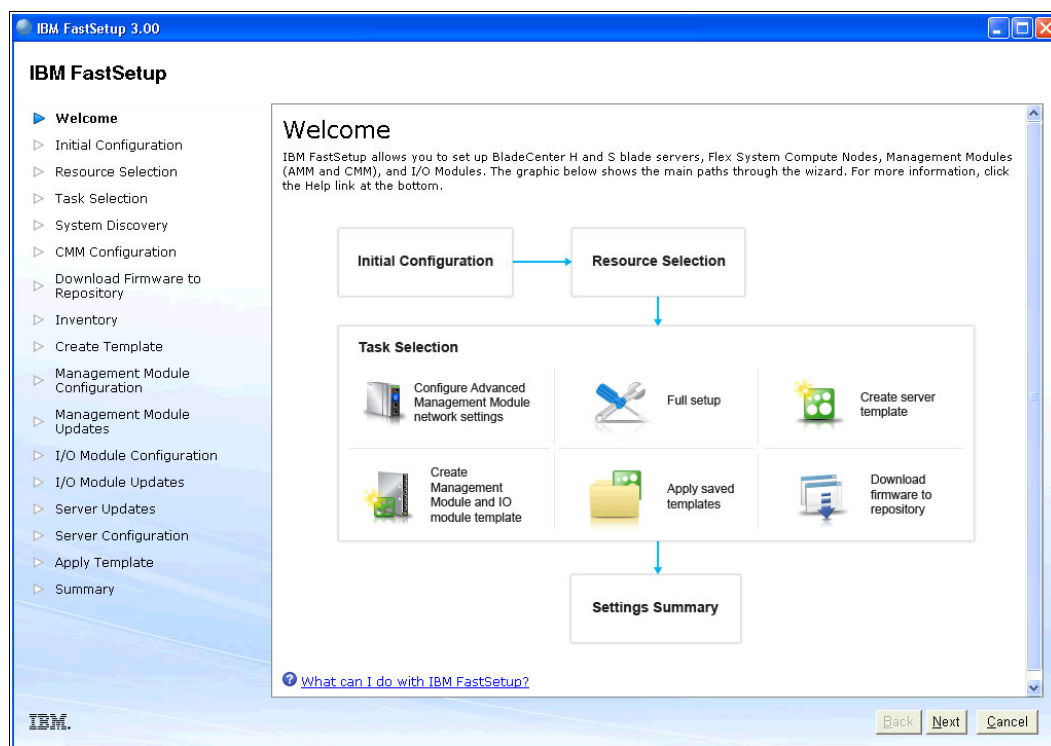 IBM FastSetup 3.00
IBM FastSetup
Welcome
Initial Configuration
Resource Selection
Task Selection
System Discovery
CMM Configuration
Download Firmware to
Repository
Inventory
Create Template
Management Module
Configuration
Management Module
Updates
I/O Module Configuration
I/O Module Updates
Server Updates
Server Configuration
Apply Template
Summary
Welcome
IBM FastSetup allows you to set up BladeCenter H and S blade servers, Flex System Compute Nodes, Management Modules
(AMM and CMM), and I/O Modules. The graphic below shows the main paths through the wizard. For more information, click
the Help link at the bottom.
Initial Configuration
Resource Selection
Task Selection
Configure Advanced
Management Module
network settings
Full setup
Create server
template
Create
Management
Module and IO
module template
Apply saved
templates
Download
firmware to
repository
Settings Summary
What can I do with IBM FastSetup?
IBM.
Back
Next
Cancel